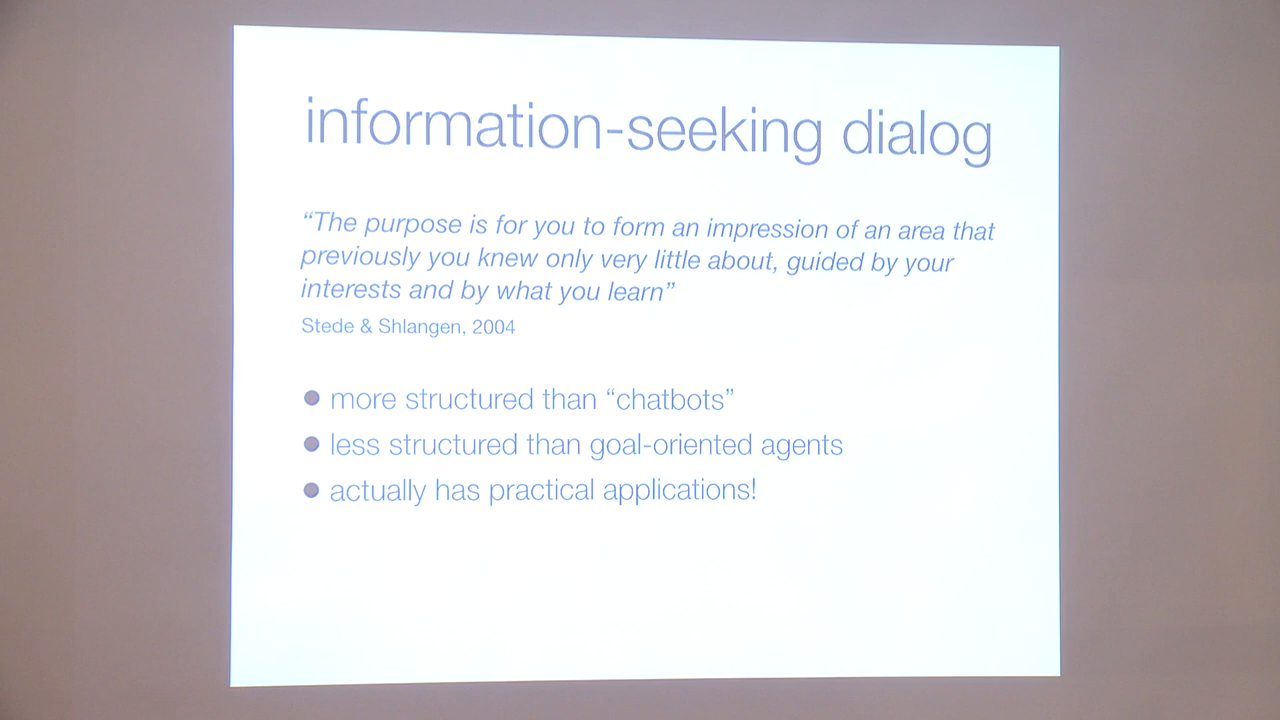 information-seeking dialog
“The purpose is for you to form an impression of an area that
previously you knew only very little about, guided by your
interests and by what you learn”
Stede & Shlangen, 2004
● more structured than “chatbots”
● less structured than goal-oriented agents
● actually has practical applications!